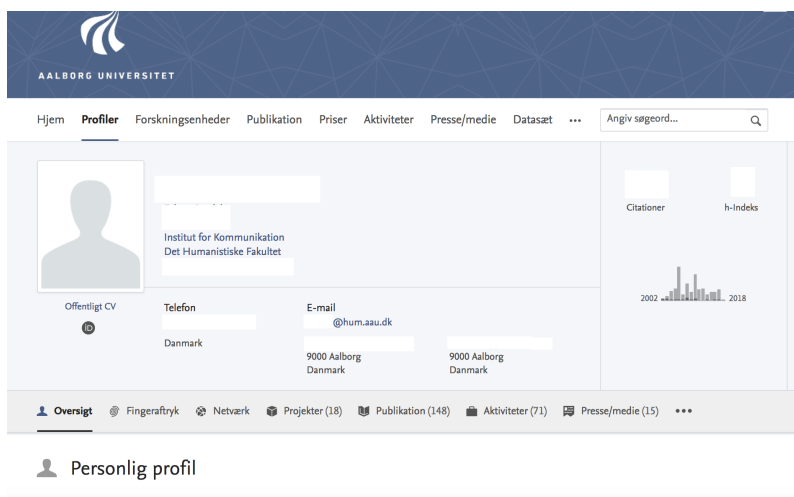 AALBORG UNIVERSITET
Hjem Profiler Forskningsenheder Publikation Priser Aktiviteter Presse/medie Datasæt ••• Angiv søgeord...
Institut for Kommunikation
Det Humanistiske Fakultet
Citationer h-Indeks
2002 2018
Offentligt CV
iD
Telefon
Danmark
E-mail
@hum.aau.dk
9000 Aalborg
Danmark
9000 Aalborg
Danmark
Oversigt Fingeraftryk Netværk Projekter (18) Publikation (148) Aktiviteter (71) Presse/medie (15) •••
Personlig profil